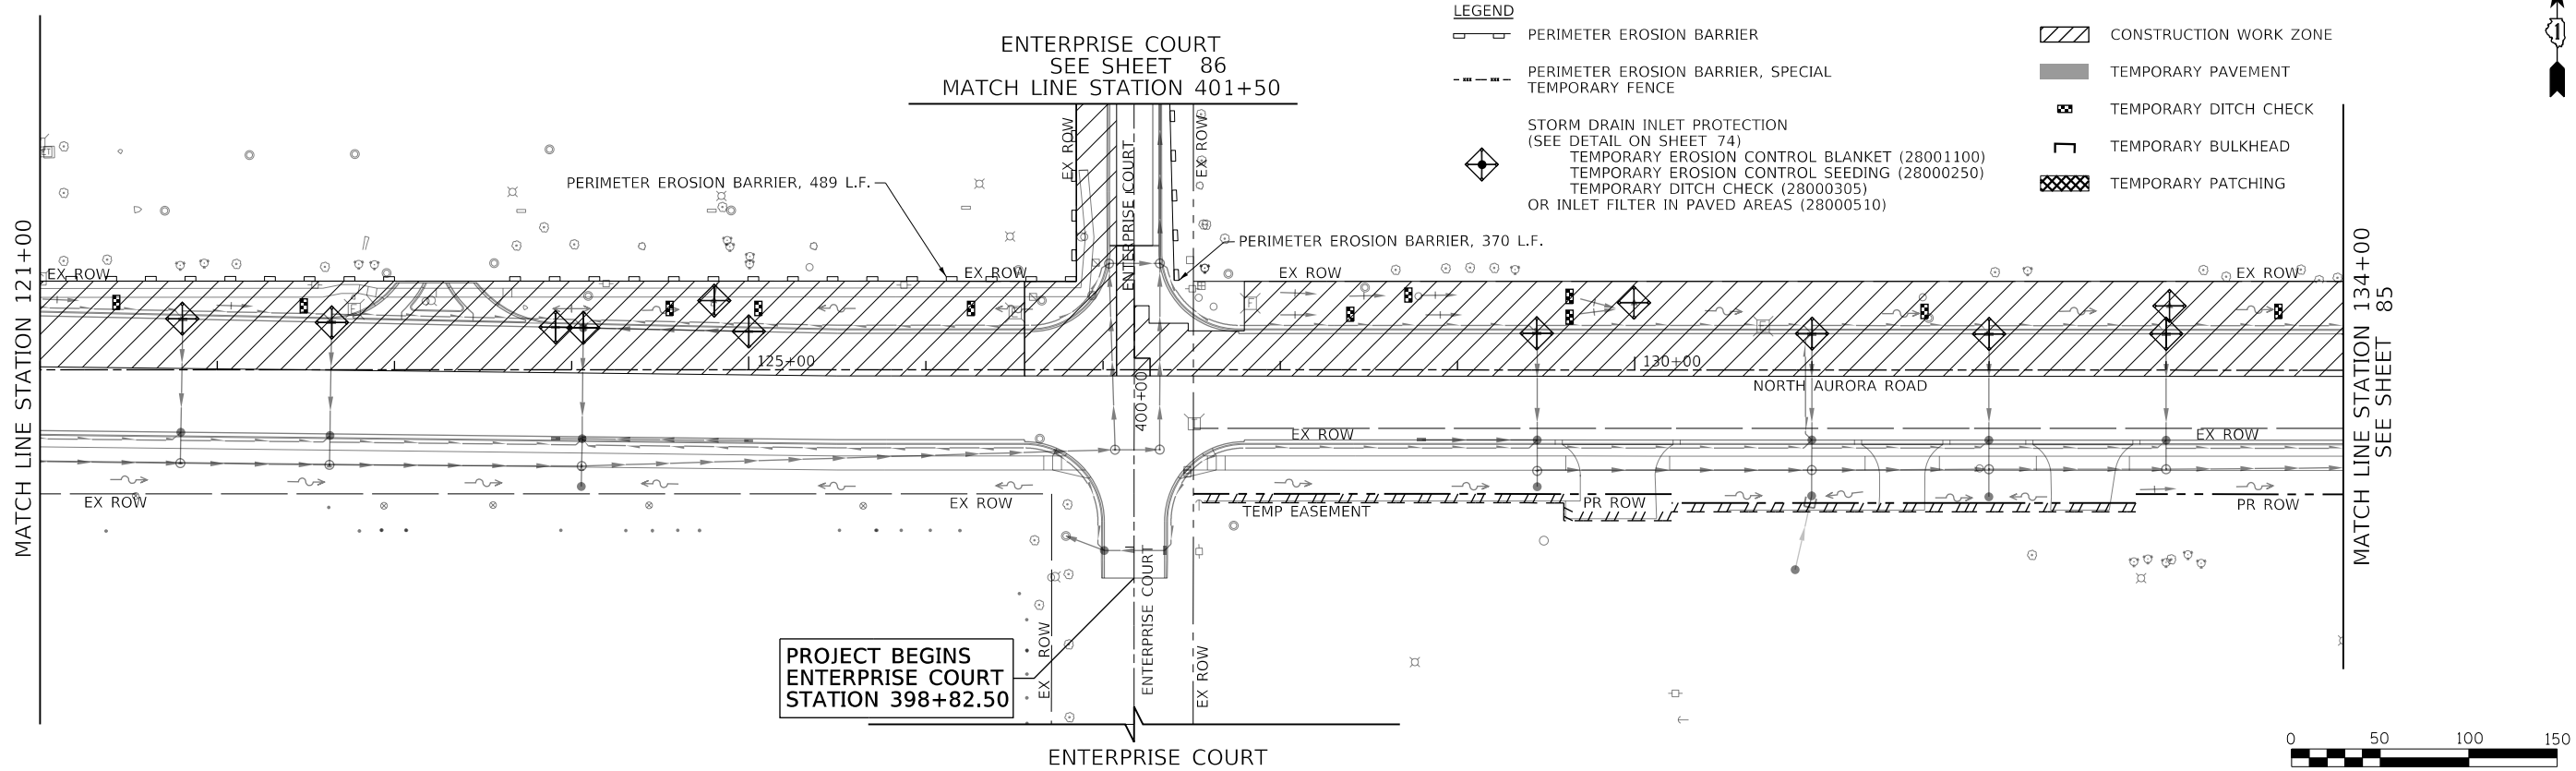 LEGEND
PERIMETER EROSION BARRIER
PERIMETER EROSION BARRIER, SPECIAL
TEMPORARY FENCE
STORM DRAIN INLET PROTECTION
(SEE DETAIL ON SHEET 74)
TEMPORARY EROSION CONTROL BLANKET (28001100)
TEMPORARY EROSION CONTROL SEEDING (28000250)
TEMPORARY DITCH CHECK (28000305)
OR INLET FILTER IN PAVED AREAS (28000510)
CONSTRUCTION WORK ZONE
TEMPORARY PAVEMENT
TEMPORARY DITCH CHECK
TEMPORARY BULKHEAD
TEMPORARY PATCHING
1
ENTERPRISE COURT
SEE SHEET 86
MATCH LINE STATION 401+50
EX ROW
ENTERPRISE COURT
EX ROW
PERIMETER EROSION BARRIER, 489 L.F.
PERIMETER EROSION BARRIER, 370 L.F.
MATCH LINE STATION 121+00
EX ROW
EX ROW
ENTERPRISE COURT
EX ROW
EX ROW
125+00
130+00
NORTH AURORA ROAD
400+00
EX ROW
EX ROW
EX ROW
EX ROW
TEMP EASEMENT
PR ROW
PR ROW
MATCH LINE STATION 134+00
SEE SHEET 85
PROJECT BEGINS
ENTERPRISE COURT
STATION 398+82.50
EX ROW
ENTERPRISE COURT
EX ROW
ENTERPRISE COURT
0 50 100 150